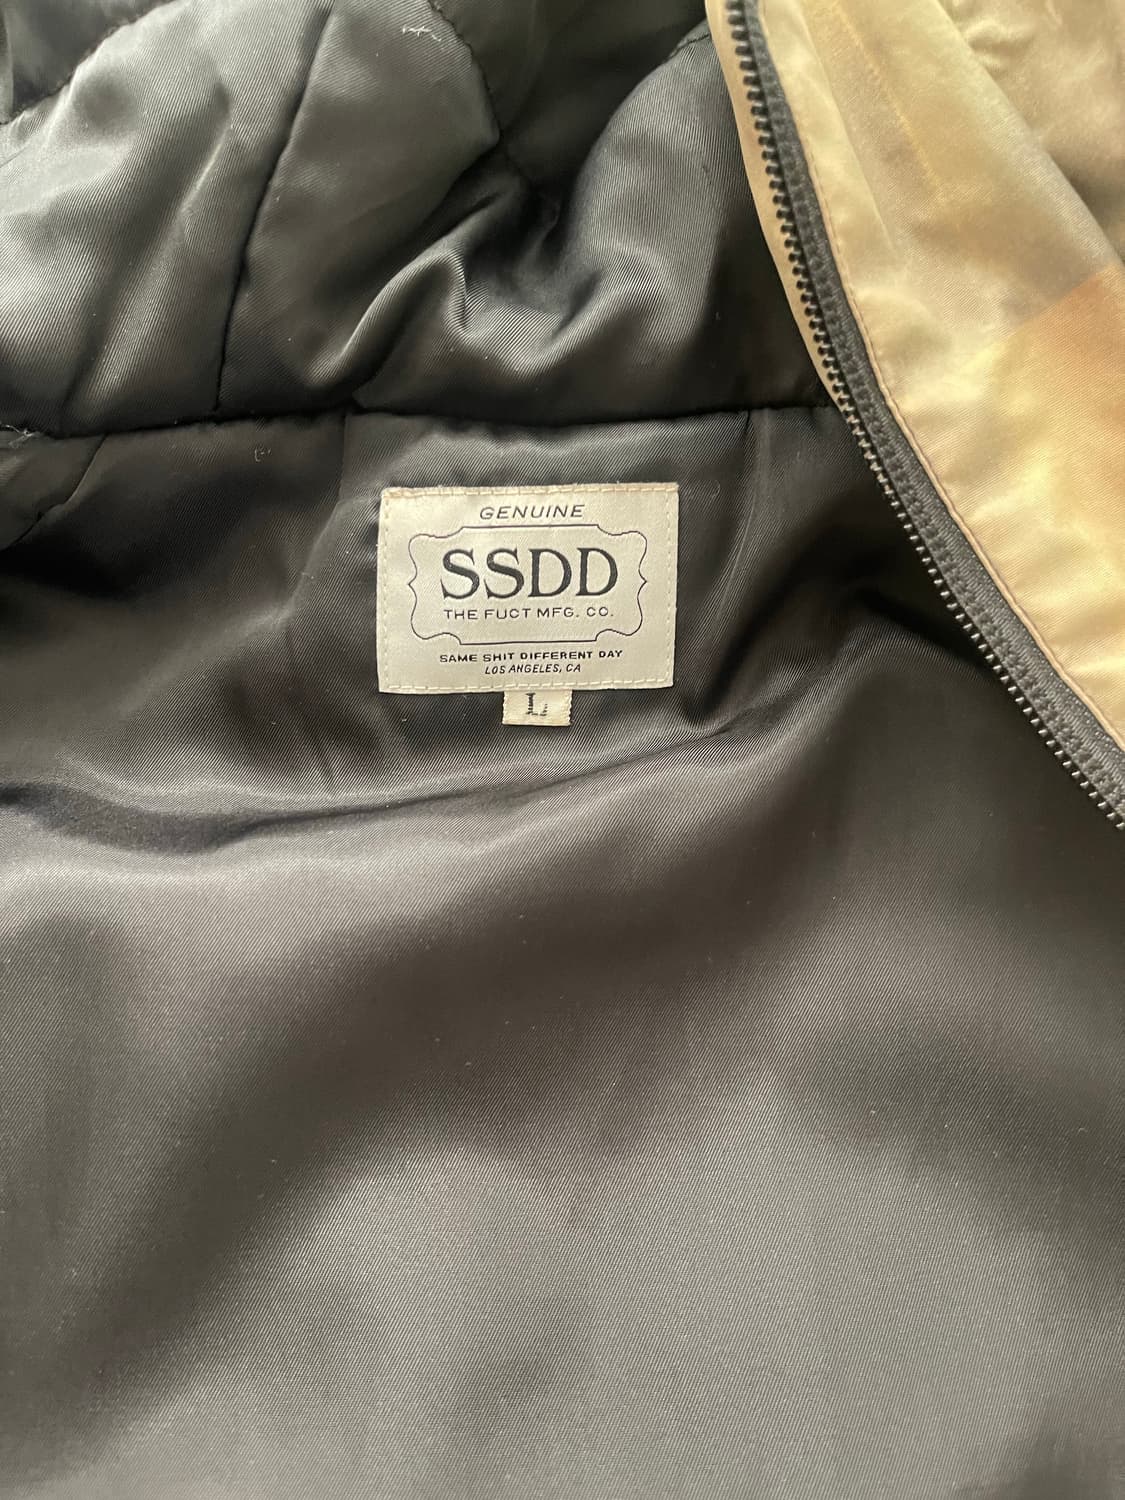 GENUINE
SSDD
THE FUCT MFG. CO.
SAME SHIT DIFFERENT DAY
LOS ANGELES, CA
L